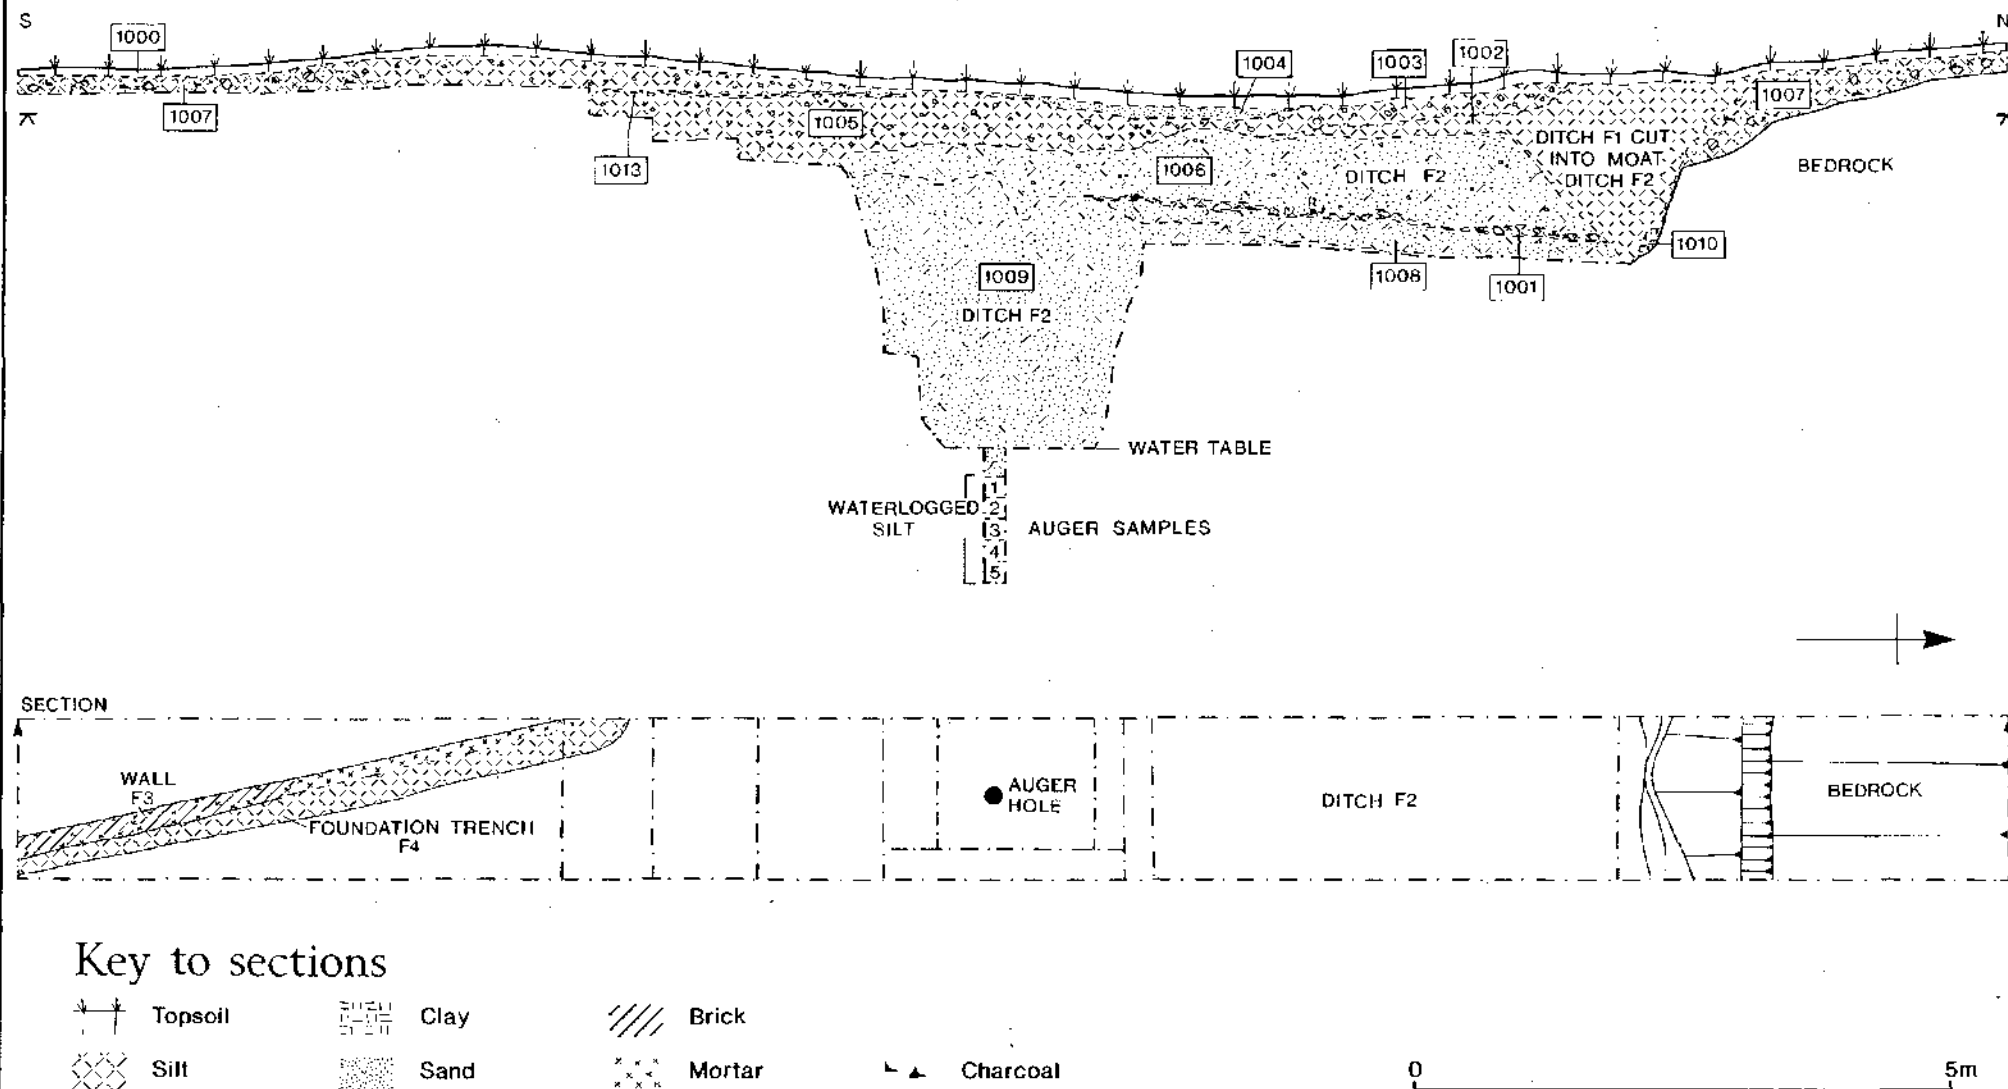 S
N
1000
1007
1013
1005
1004
1003
1002
1006
DITCH F2
DITCH F1 CUT
INTO MOAT
DITCH F2
1007
BEDROCK
1010
1008
1001
1009
DITCH F2
WATER TABLE
WATERLOGGED
SILT
1
2
3
4
5
AUGER SAMPLES
SECTION
WALL
F3
FOUNDATION TRENCH
F4
AUGER
HOLE
DITCH F2
BEDROCK
Key to sections
Topsoil
Clay
Brick
Silt
Sand
Mortar
Charcoal
0
5m